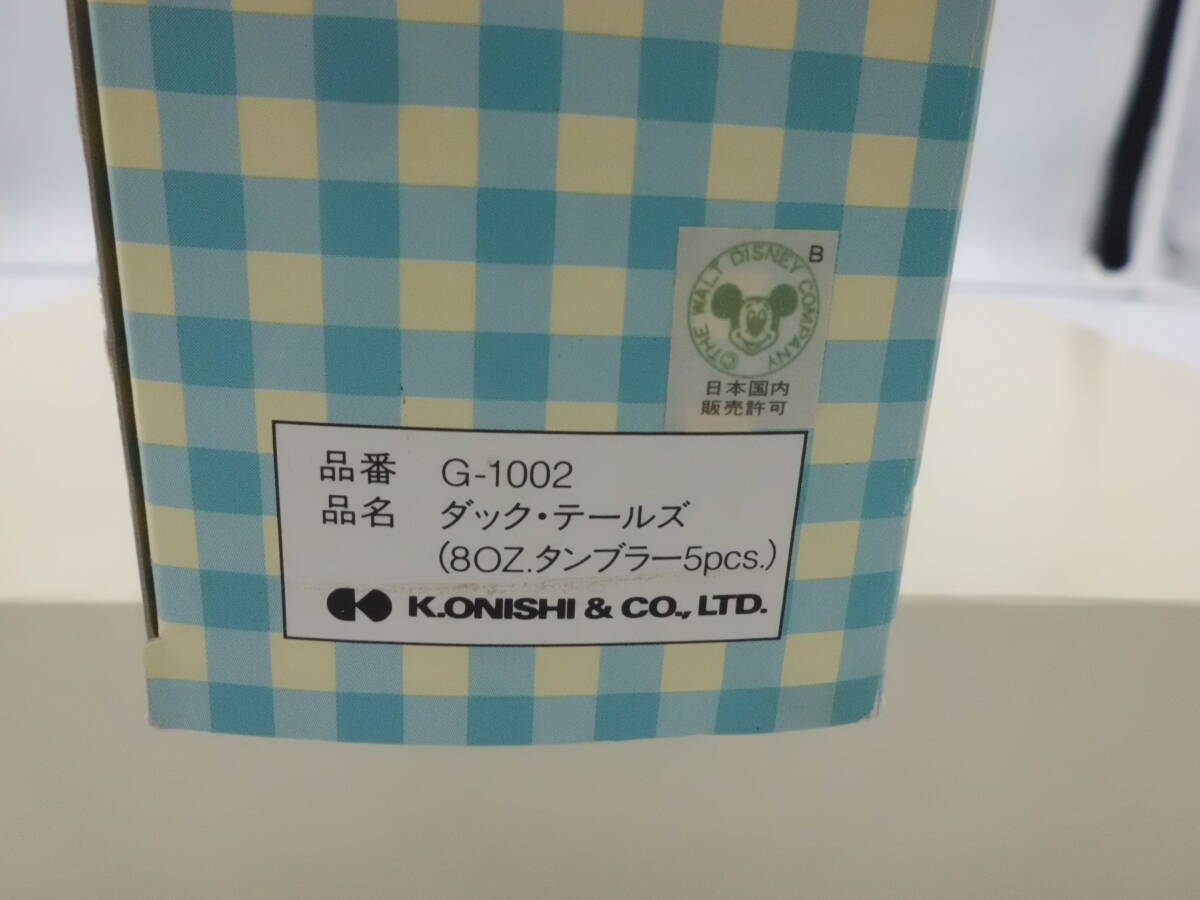 B
©THE WALT DISNEY COMPANY
日本国内
販売許可
品番 G-1002
品名 ダック・テールズ
(8OZ.タンブラー5pcs.)
K.ONISHI & CO., LTD.